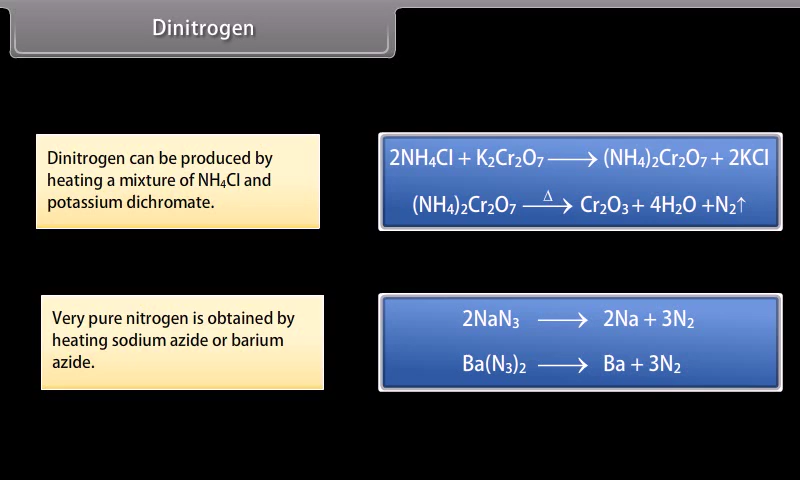 Dinitrogen
Dinitrogen can be produced by
heating a mixture of NH₄Cl and
potassium dichromate.
2NH₄Cl + K₂Cr₂O₇ ⟶ (NH₄)₂Cr₂O₇ + 2KCl
(NH₄)₂Cr₂O₇ —Δ→ Cr₂O₃ + 4H₂O +N₂↑
Very pure nitrogen is obtained by
heating sodium azide or barium
azide.
2NaN₃ ⟶ 2Na + 3N₂
Ba(N₃)₂ ⟶ Ba + 3N₂